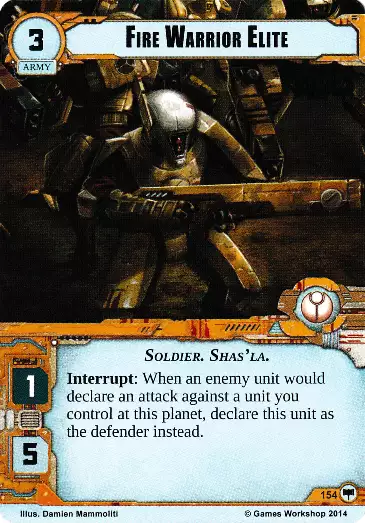 3
ARMY
FIRE WARRIOR ELITE
SOLDIER. SHAS'LA.
1
5
Interrupt: When an enemy unit would
declare an attack against a unit you
control at this planet, declare this unit as
the defender instead.
154
Illus. Damien Mammoliti
© Games Workshop 2014